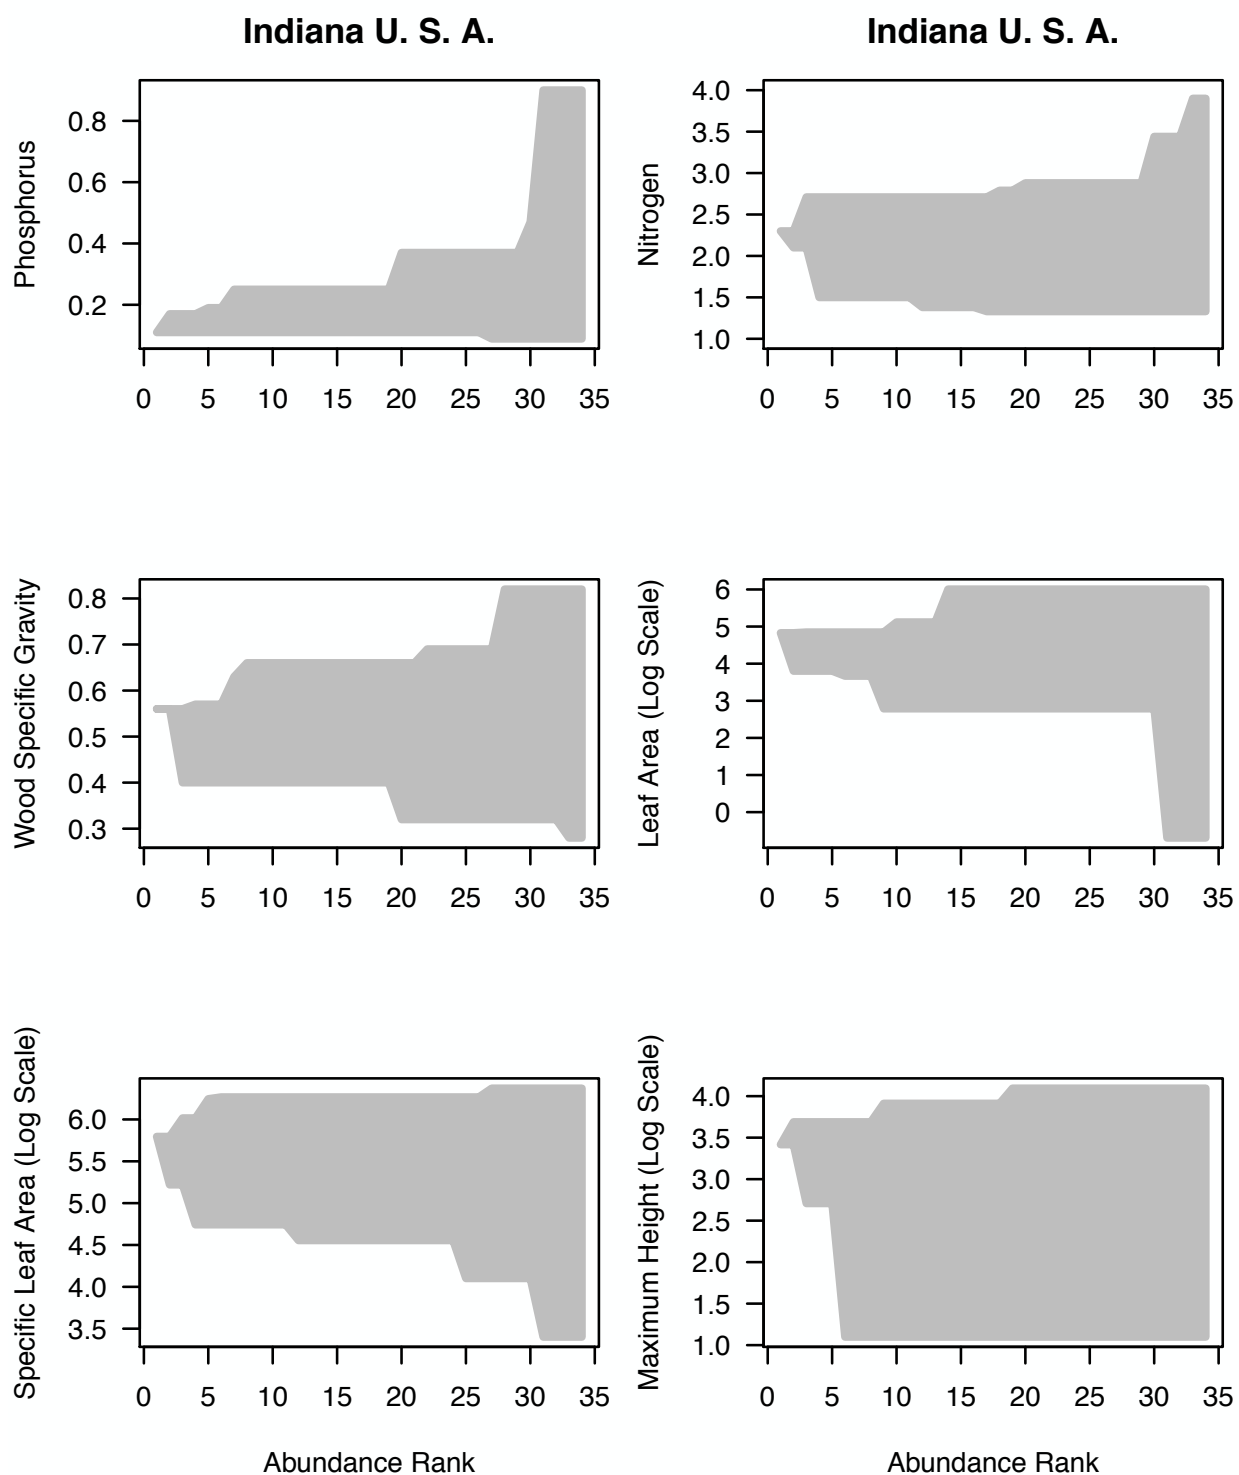 Indiana U. S. A.
Phosphorus
0.8
0.6
0.4
0.2
0 5 10 15 20 25 30 35
Indiana U. S. A.
Nitrogen
4.0
3.5
3.0
2.5
2.0
1.5
1.0
0 5 10 15 20 25 30 35
Wood Specific Gravity
0.8
0.7
0.6
0.5
0.4
0.3
0 5 10 15 20 25 30 35
Leaf Area (Log Scale)
6
5
4
3
2
1
0
0 5 10 15 20 25 30 35
Specific Leaf Area (Log Scale)
6.0
5.5
5.0
4.5
4.0
3.5
0 5 10 15 20 25 30 35
Abundance Rank
Maximum Height (Log Scale)
4.0
3.5
3.0
2.5
2.0
1.5
1.0
0 5 10 15 20 25 30 35
Abundance Rank